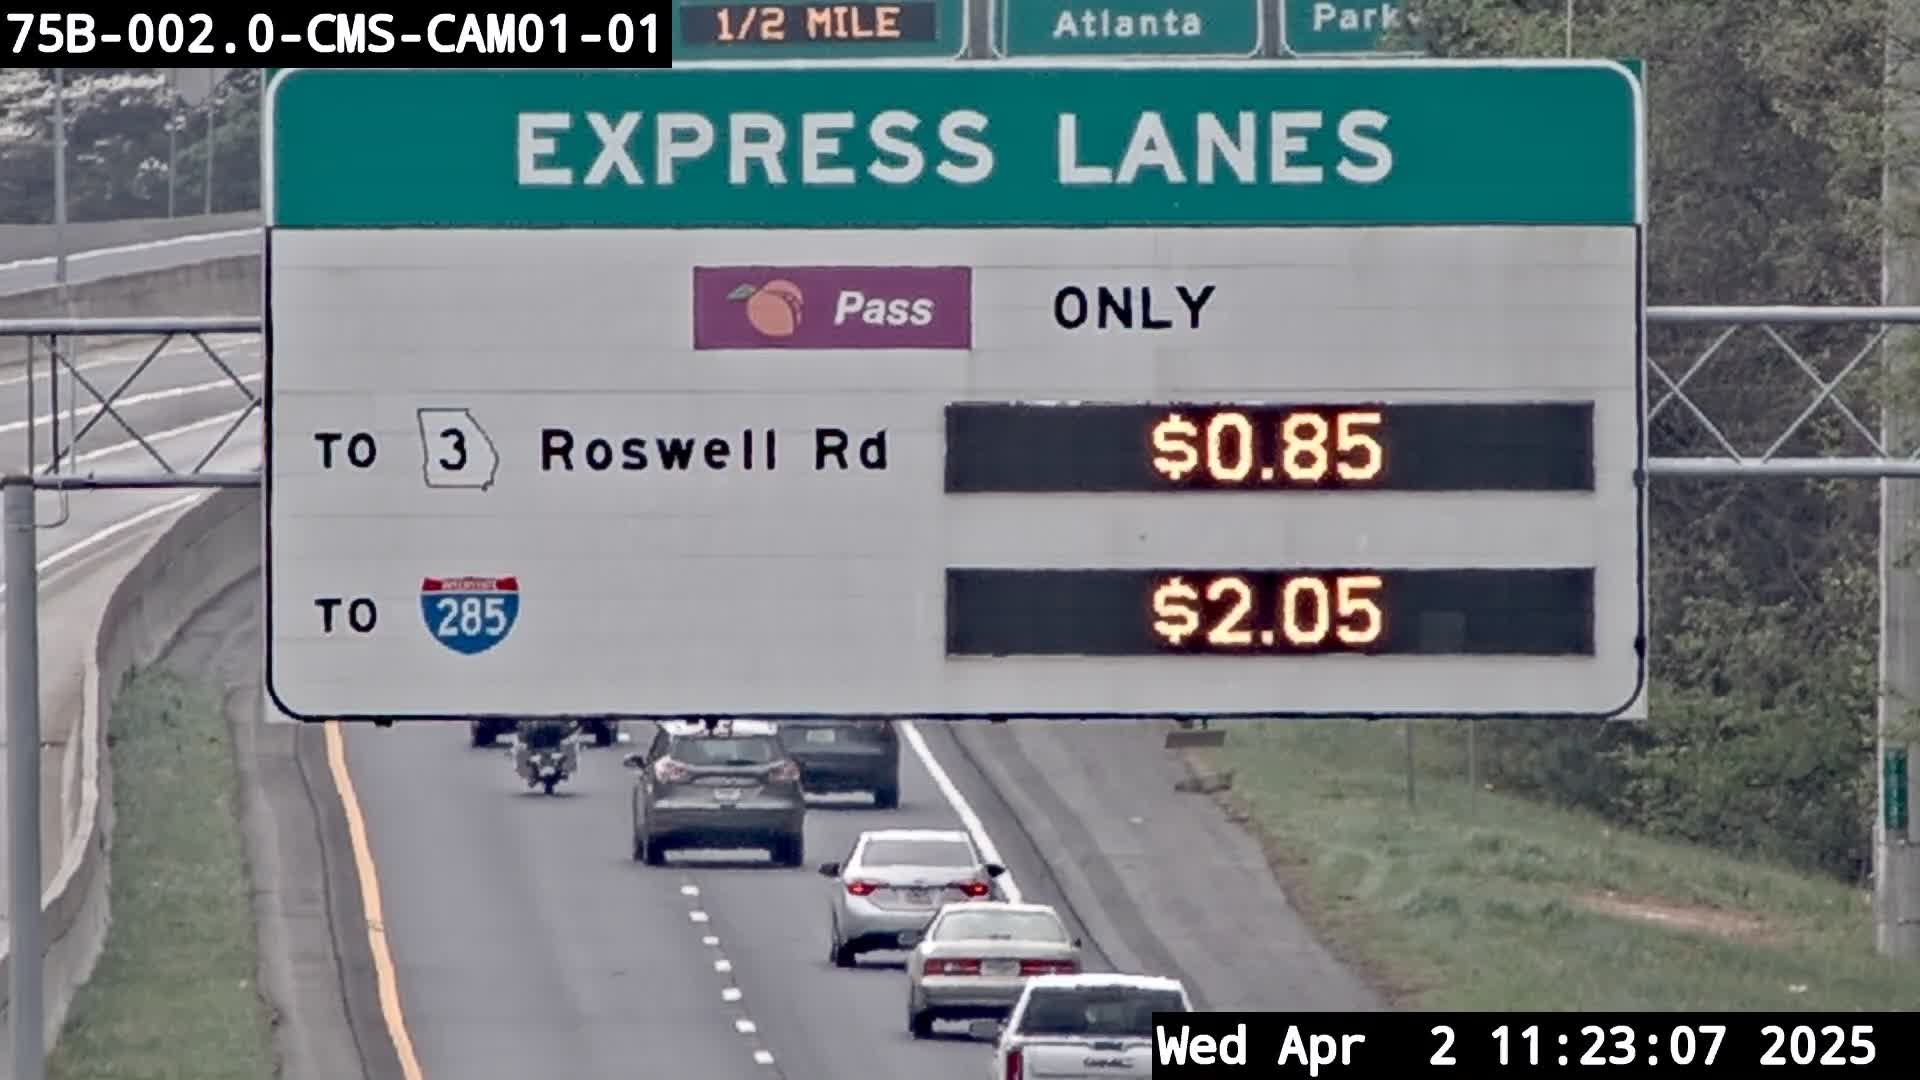 75B-002.0-CMS-CAM01-01
1/2 MILE
Atlanta
EXPRESS LANES
Pass ONLY
TO 3 Roswell Rd $0.85
TO INTERSTATE 285 $2.05
Wed Apr 2 11:23:07 2025